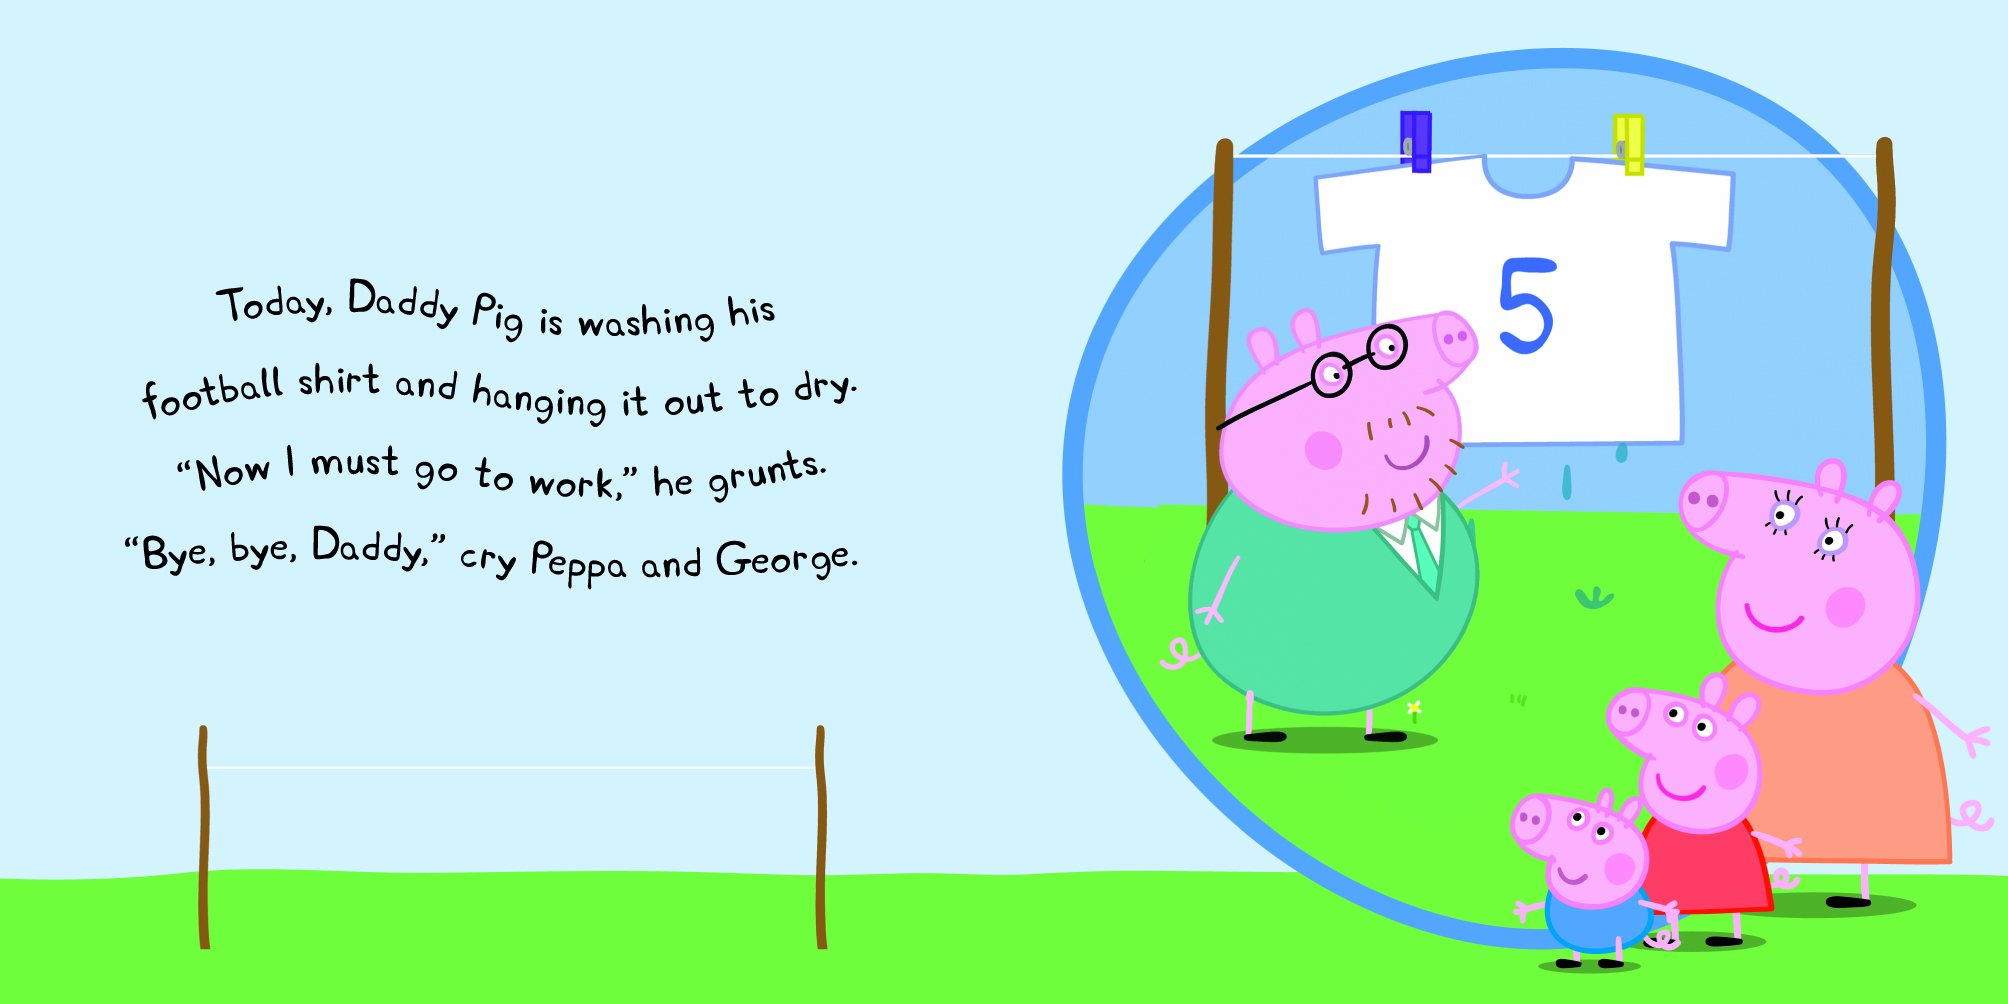 Today, Daddy Pig is washing his
football shirt and hanging it out to dry.
“Now I must go to work,” he grunts.
“Bye, bye, Daddy,” cry Peppa and George.
5